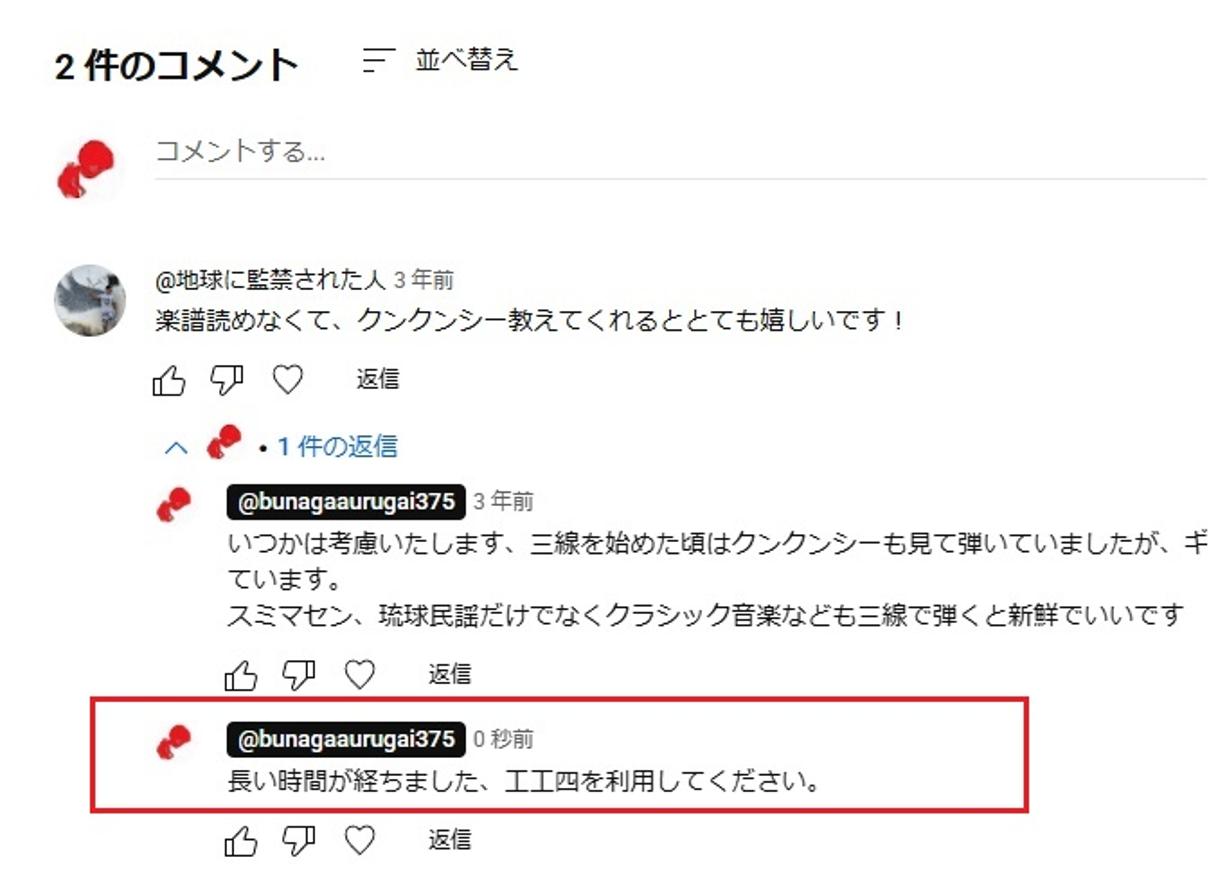 2 件のコメント
並べ替え
コメントする...
@地球に監禁された人 3 年前
楽譜読めなくて、クンクンシー教えてくれるととても嬉しいです！
返信
• 1 件の返信
@bunagaaurugai375 3 年前
いつかは考慮いたします、三線を始めた頃はクンクンシーも見て弾いていましたが、ギ
ています。
スミマセン、琉球民謡だけでなくクラシック音楽なども三線で弾くと新鮮でいいです
返信
@bunagaaurugai375 0 秒前
長い時間が経ちました、工工四を利用してください。
返信